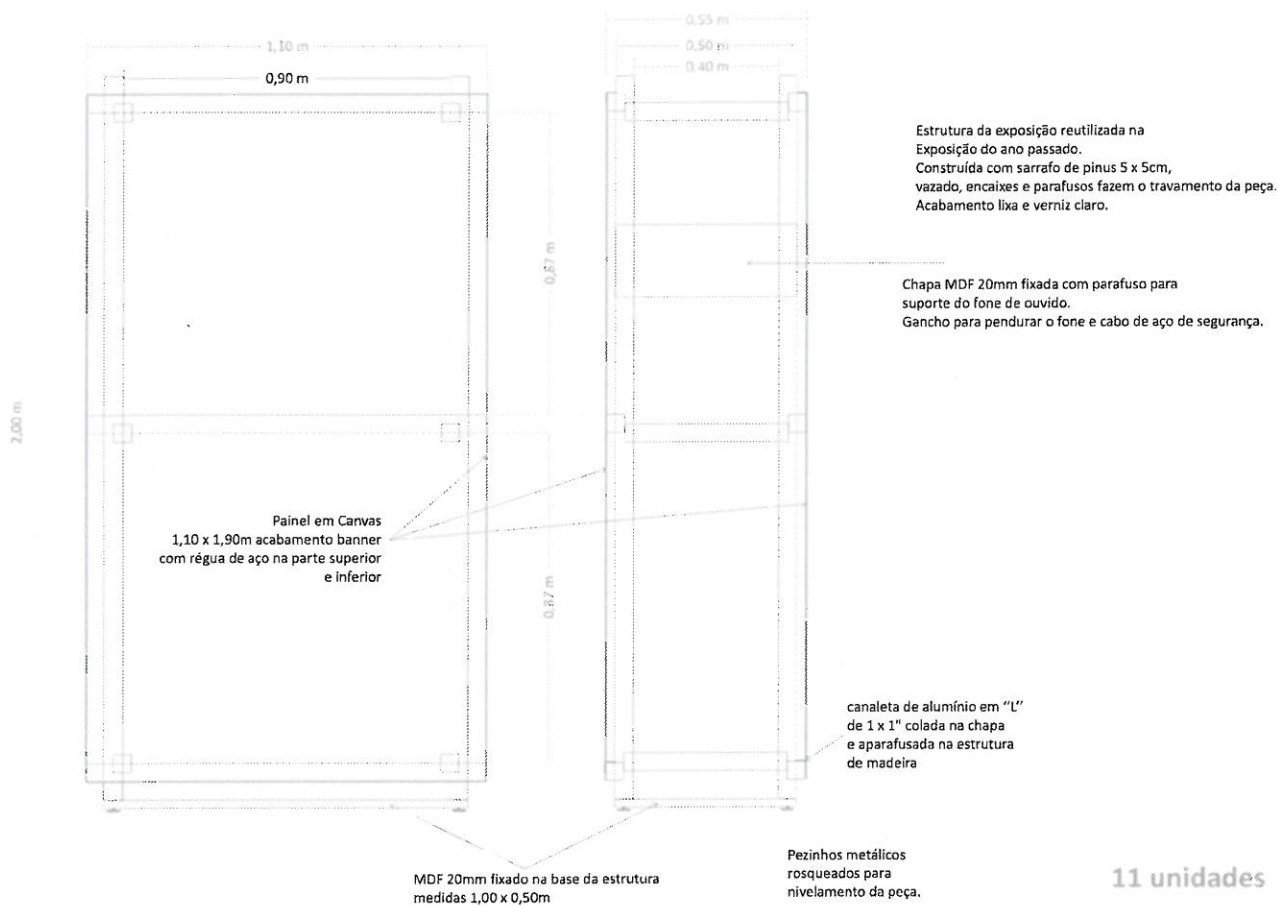 0,55 m
1,10 m
0,50 m
0,90 m
0,40 m
Estrutura da exposição reutilizada na
Exposição do ano passado.
Construída com sarrafo de pinus 5 x 5cm,
vazado, encaixes e parafusos fazem o travamento da peça.
Acabamento lixa e verniz claro.
0,87 m
Chapa MDF 20mm fixada com parafuso para
suporte do fone de ouvido.
Gancho para pendurar o fone e cabo de aço de segurança.
2,00 m
Painel em Canvas
1,10 x 1,90m acabamento banner
com régua de aço na parte superior
e inferior
0,87 m
canaleta de alumínio em "L"
de 1 x 1" colada na chapa
e aparafusada na estrutura
de madeira
MDF 20mm fixado na base da estrutura
medidas 1,00 x 0,50m
Pezinhos metálicos
rosqueados para
nivelamento da peça.
11 unidades